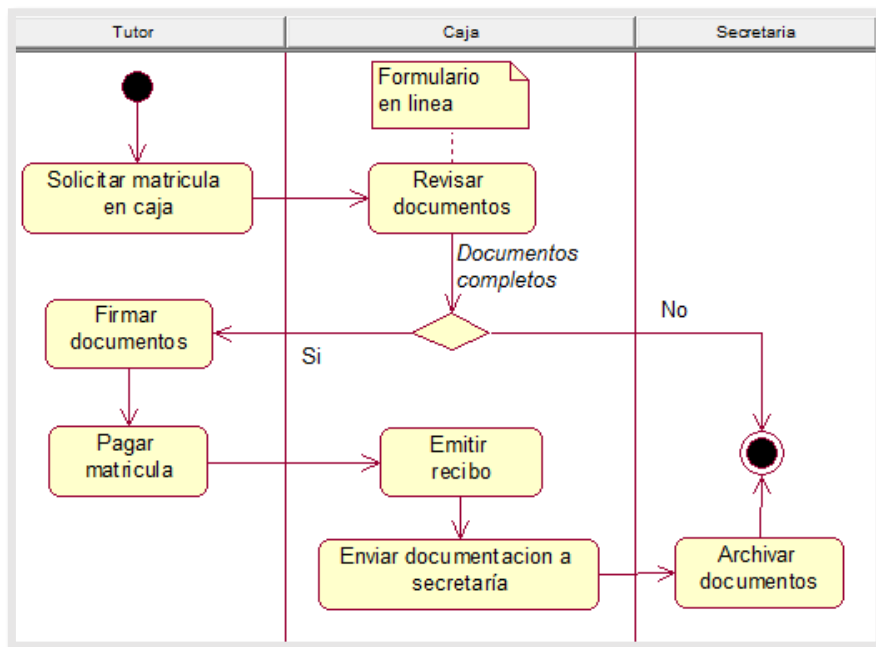 Tutor
Caja
Secretaria
Formulario
en linea
Solicitar matricula
en caja
Revisar
documentos
Documentos
completos
Firmar
documentos
Si
No
Pagar
matricula
Emitir
recibo
Enviar documentacion a
secretaría
Archivar
documentos